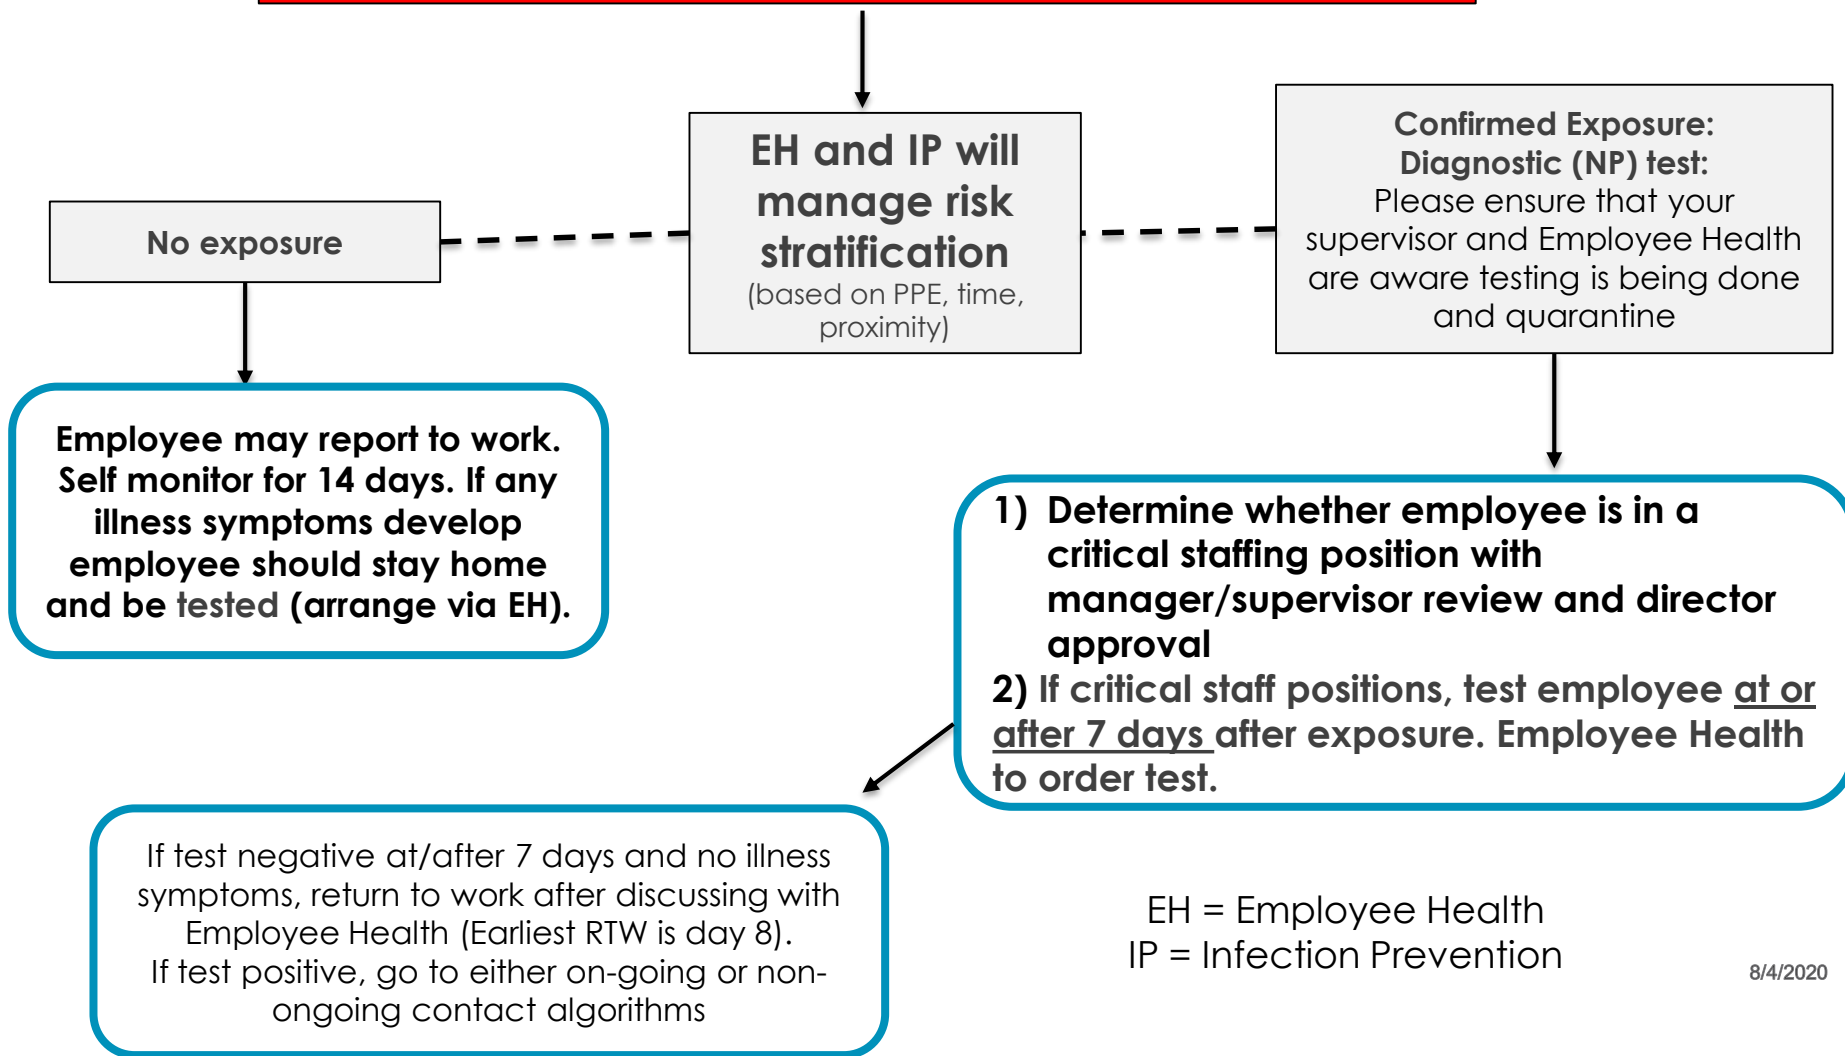 EH and IP will
manage risk
stratification
(based on PPE, time,
proximity)
Confirmed Exposure:
Diagnostic (NP) test:
Please ensure that your
supervisor and Employee Health
are aware testing is being done
and quarantine
No exposure
Employee may report to work.
Self monitor for 14 days. If any
illness symptoms develop
employee should stay home
and be tested (arrange via EH).
1) Determine whether employee is in a
critical staffing position with
manager/supervisor review and director
approval
2) If critical staff positions, test employee at or
after 7 days after exposure. Employee Health
to order test.
If test negative at/after 7 days and no illness
symptoms, return to work after discussing with
Employee Health (Earliest RTW is day 8).
If test positive, go to either on-going or non-
ongoing contact algorithms
EH = Employee Health
IP = Infection Prevention
8/4/2020